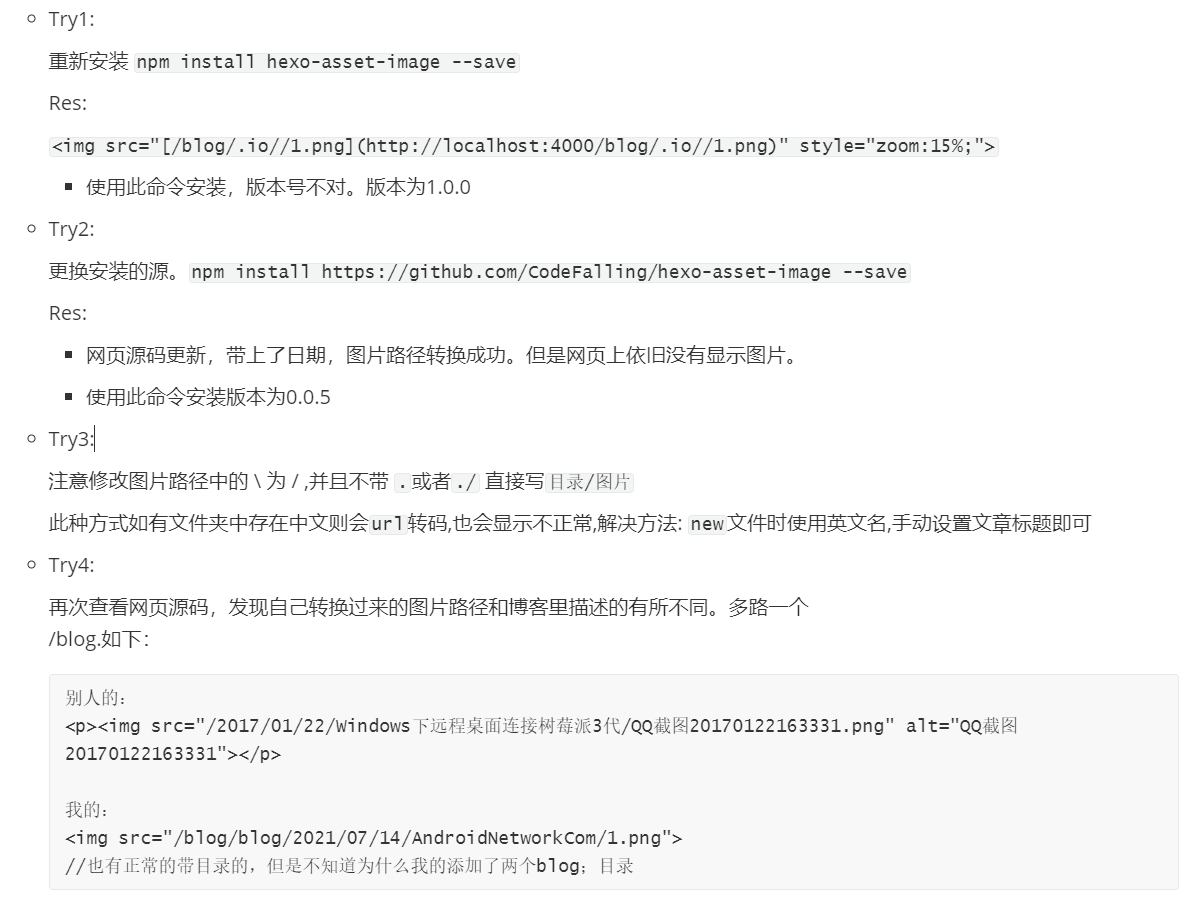 Try1:
重新安装 npm install hexo-asset-image --save
Res:
<img src="[/blog/.io//1.png](http://localhost:4000/blog/.io//1.png)" style="zoom:15%;">
使用此命令安装，版本号不对。版本为1.0.0
Try2:
更换安装的源。npm install https://github.com/CodeFalling/hexo-asset-image --save
Res:
网页源码更新，带上了日期，图片路径转换成功。但是网页上依旧没有显示图片。
使用此命令安装版本为0.0.5
Try3:
注意修改图片路径中的 \ 为 / ,并且不带 .或者./ 直接写目录/图片
此种方式如有文件夹中存在中文则会url转码,也会显示不正常,解决方法: new文件时使用英文名,手动设置文章标题即可
Try4:
再次查看网页源码，发现自己转换过来的图片路径和博客里描述的有所不同。多路一个
/blog.如下：
别人的：
<p><img src="/2017/01/22/Windows下远程桌面连接树莓派3代/QQ截图20170122163331.png" alt="QQ截图
20170122163331"></p>
我的：
<img src="/blog/blog/2021/07/14/AndroidNetworkCom/1.png">
//也有正常的带目录的，但是不知道为什么我的添加了两个blog；目录